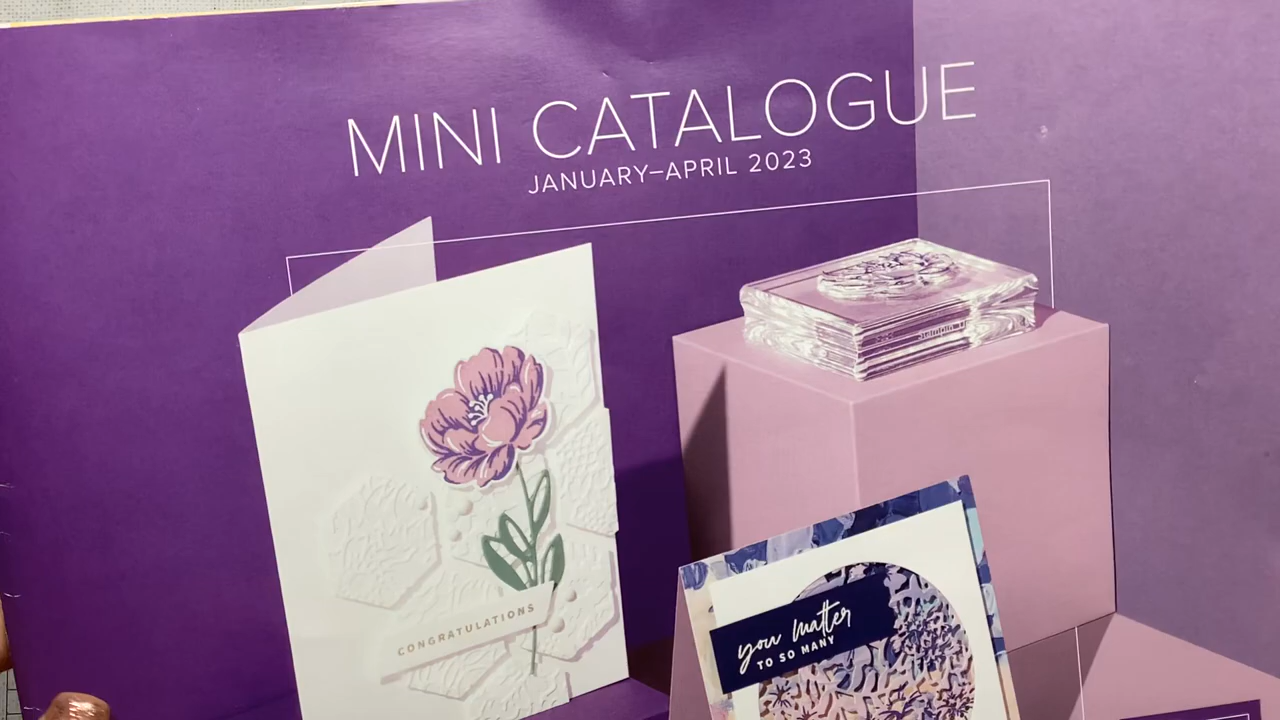 MINI CATALOGUE
JANUARY–APRIL 2023
CONGRATULATIONS
you matter
TO SO MANY